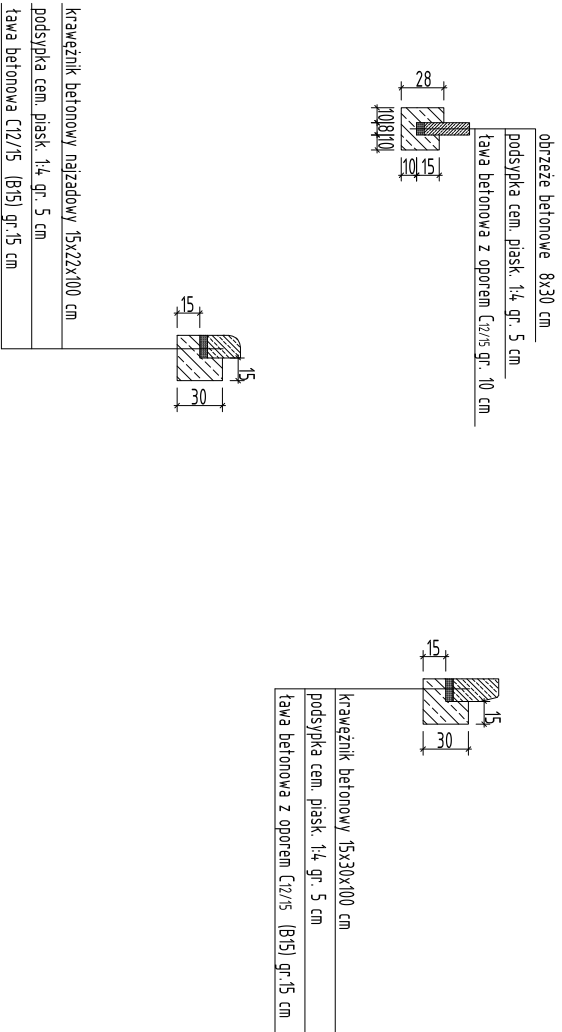 obrzeże betonowe 8x30 cm
podsypka cem. piask. 1:4 gr. 5 cm
ława betonowa z oporem C12/15 gr. 10 cm
28
10 8 10
10 15
krawężnik betonowy najzadowy 15x22x100 cm
podsypka cem. piask. 1:4 gr. 5 cm
ława betonowa C12/15 (B15) gr.15 cm
15
15
30
15
15
30
krawężnik betonowy 15x30x100 cm
podsypka cem. piask. 1:4 gr. 5 cm
ława betonowa z oporem C12/15 (B15) gr.15 cm